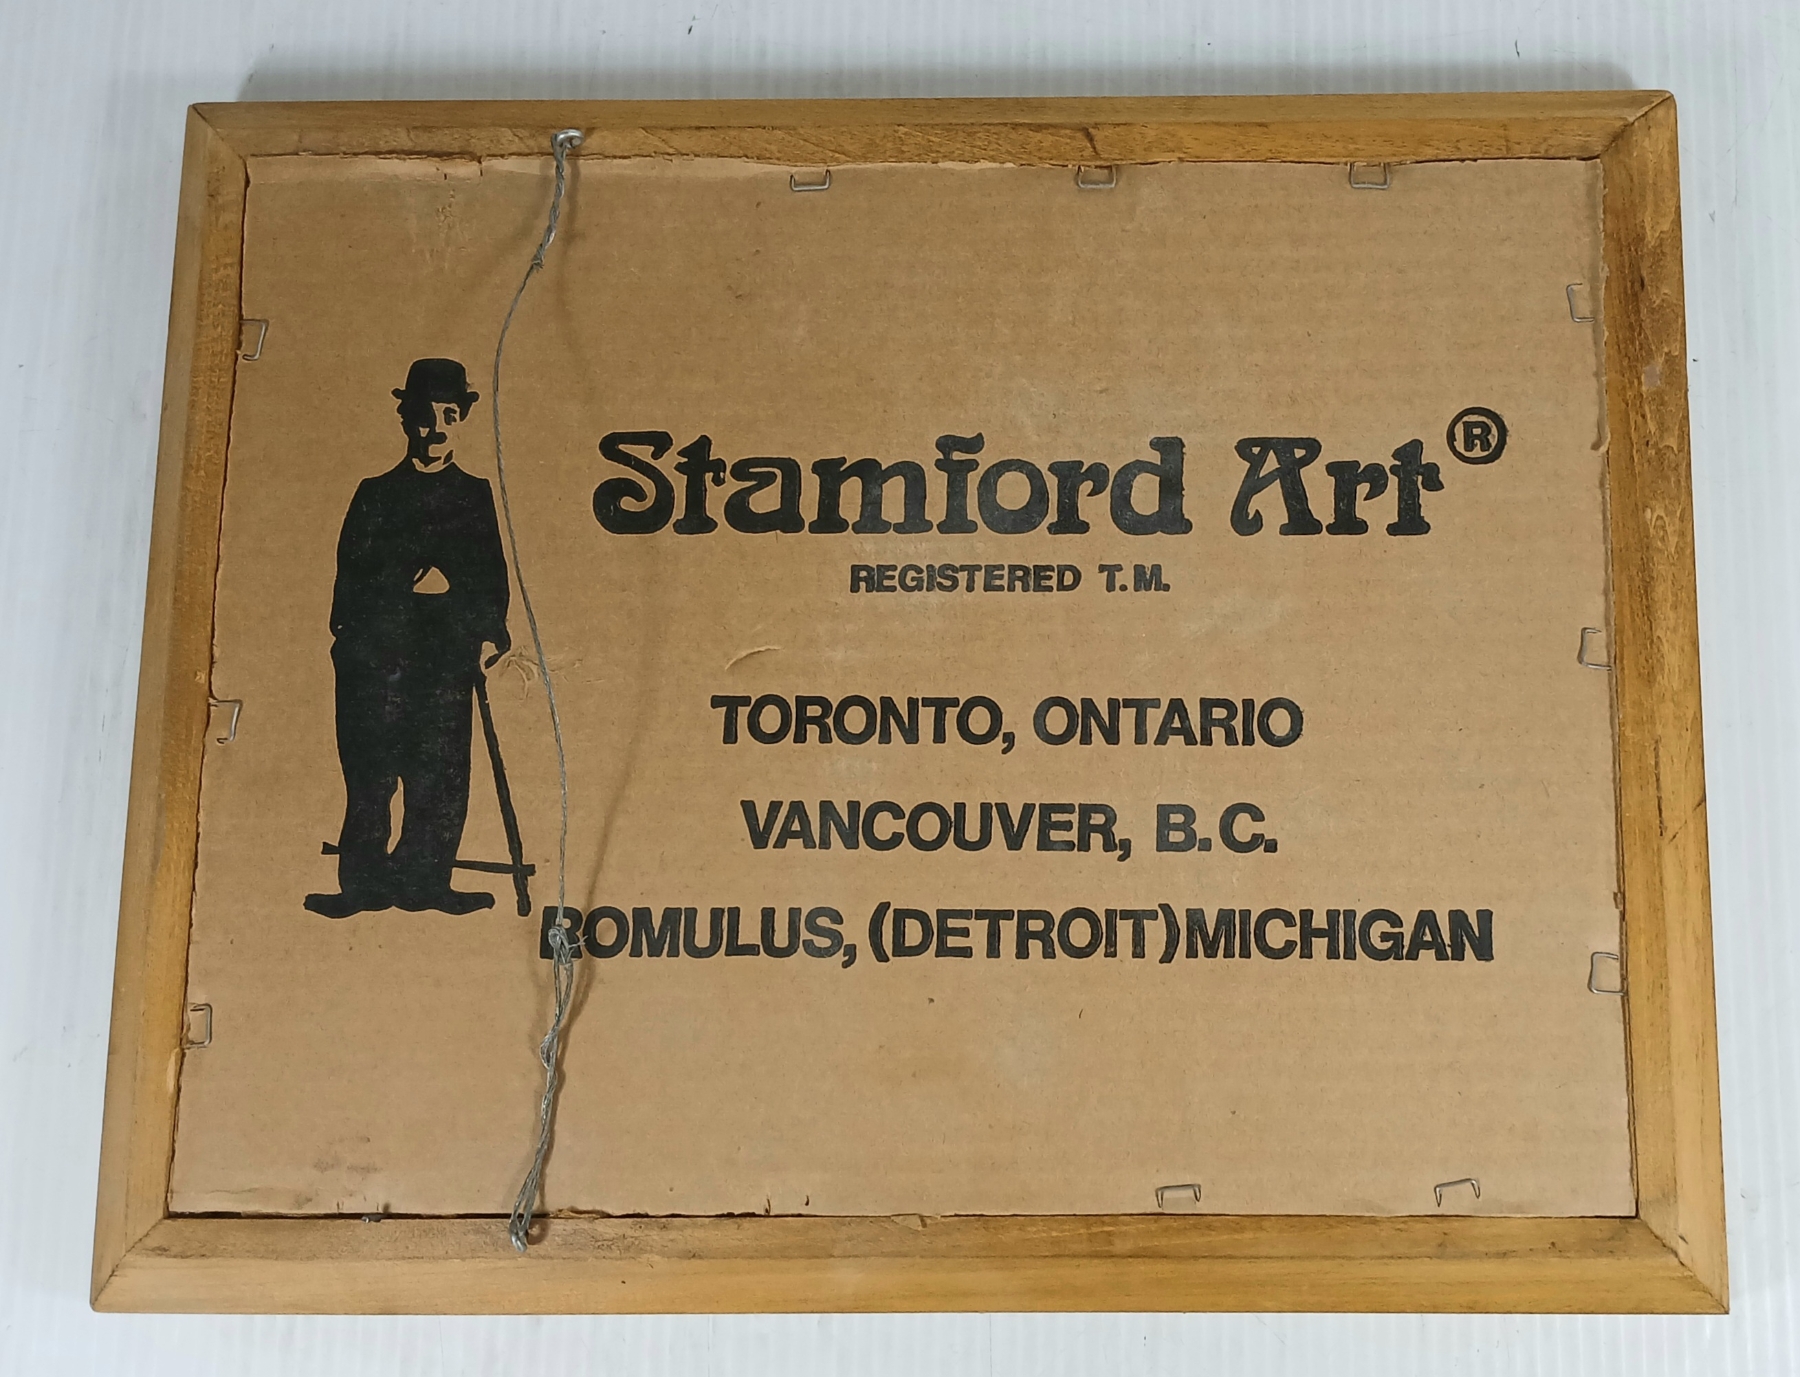 Stamford Art®
REGISTERED T.M.
TORONTO, ONTARIO
VANCOUVER, B.C.
ROMULUS, (DETROIT) MICHIGAN